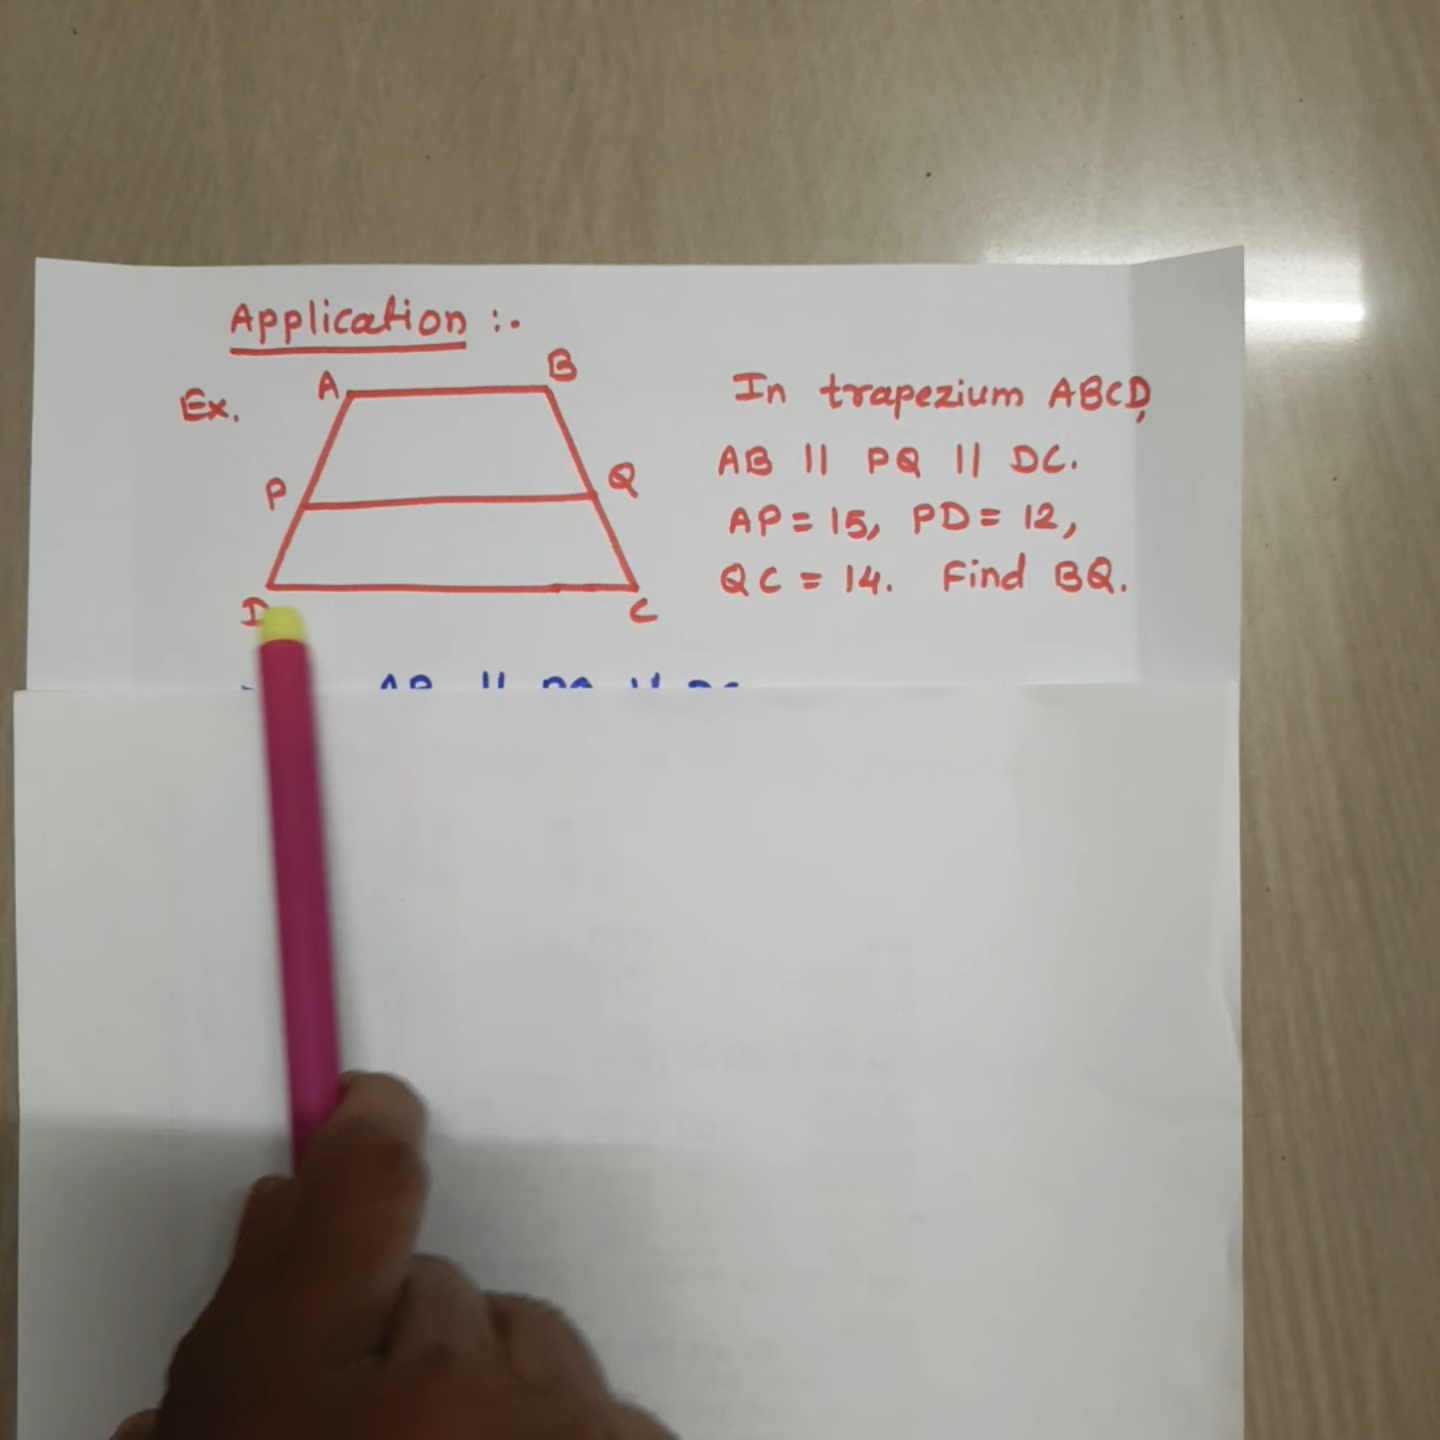 Application :.
Ex.
A
B
P
Q
D
C
In trapezium ABCD,
AB || PQ || DC.
AP = 15, PD = 12,
QC = 14. Find BQ.